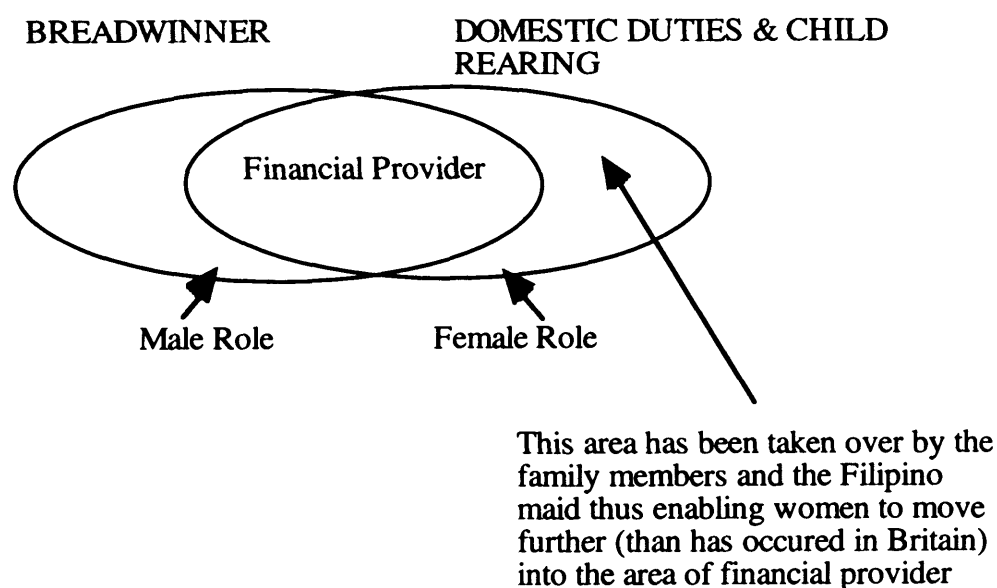 BREADWINNER
DOMESTIC DUTIES & CHILD
REARING
Financial Provider
Male Role
Female Role
This area has been taken over by the
family members and the Filipino
maid thus enabling women to move
further (than has occured in Britain)
into the area of financial provider